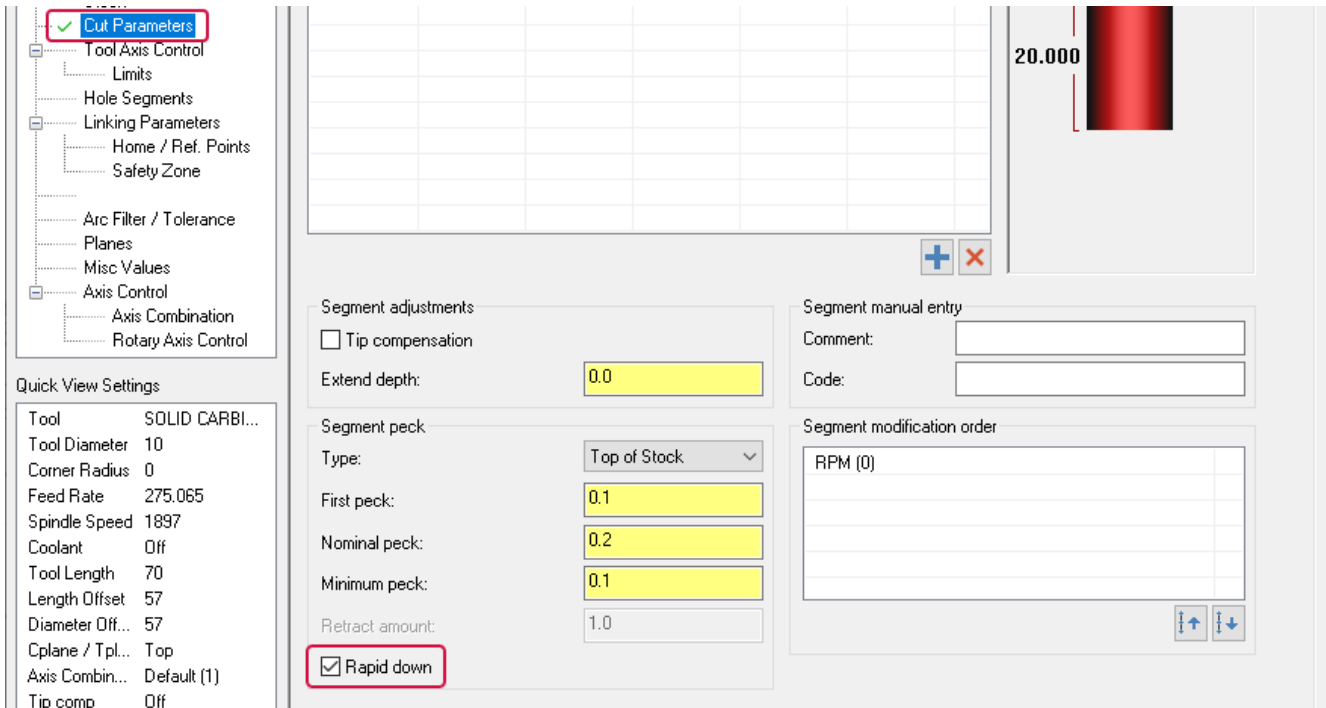 Cut Parameters
Tool Axis Control
Limits
Hole Segments
Linking Parameters
Home / Ref. Points
Safety Zone
Arc Filter / Tolerance
Planes
Misc Values
Axis Control
Axis Combination
Rotary Axis Control
Quick View Settings
Tool SOLID CARBI...
Tool Diameter 10
Corner Radius 0
Feed Rate 275.065
Spindle Speed 1897
Coolant Off
Tool Length 70
Length Offset 57
Diameter Off... 57
Cplane / Tpl... Top
Axis Combin... Default (1)
Tip comp Off
20.000
Segment adjustments
Tip compensation
Extend depth: 0.0
Segment peck
Type: Top of Stock
First peck: 0.1
Nominal peck: 0.2
Minimum peck: 0.1
Retract amount: 1.0
Rapid down
Segment manual entry
Comment:
Code:
Segment modification order
RPM (0)